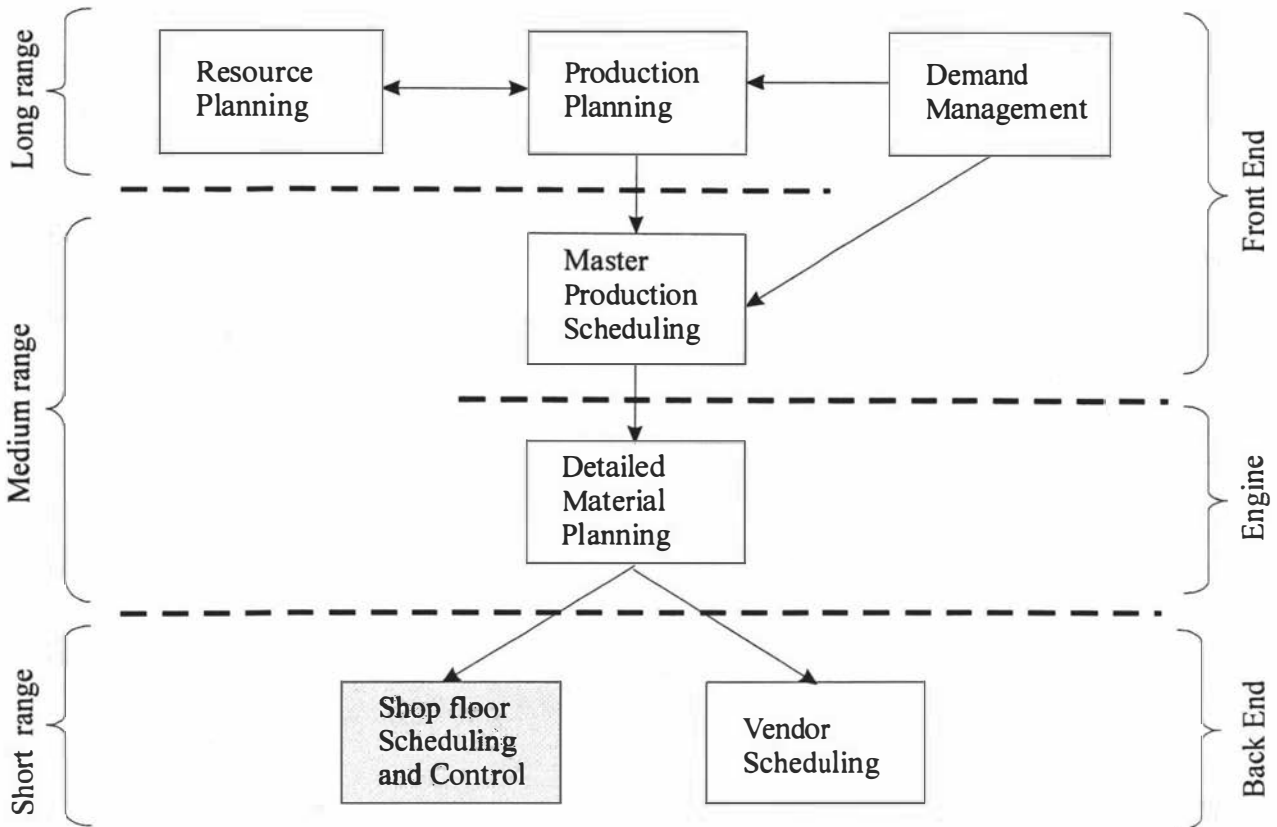 Long range
Resource
Planning
Production
Planning
Demand
Management
Front End
Medium range
Master
Production
Scheduling
Detailed
Material
Planning
Engine
Short range
Shop floor
Scheduling
and Control
Vendor
Scheduling
Back End